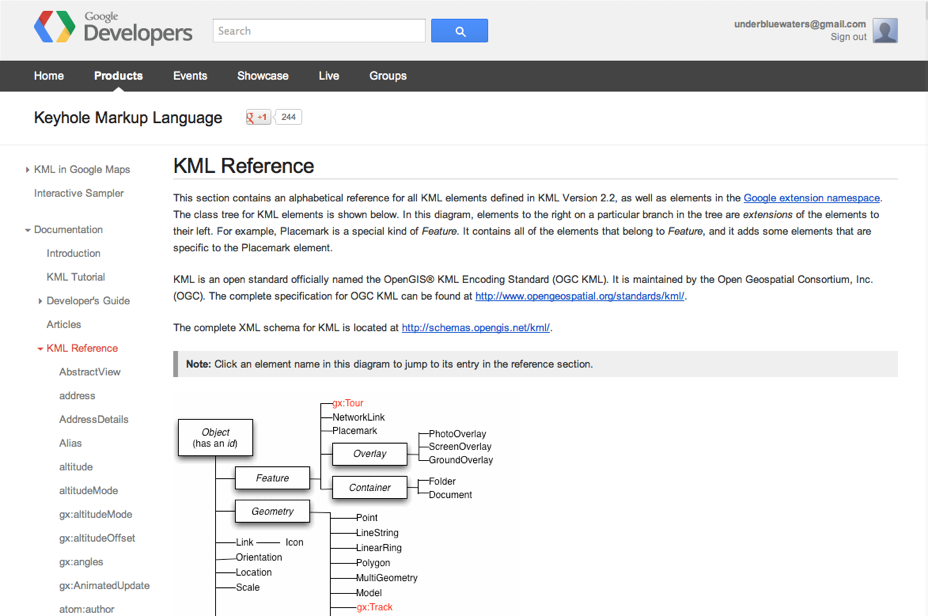 Google
Developers
Search
underbluewaters@gmail.com
Sign out
Home Products Events Showcase Live Groups
Keyhole Markup Language
+1 244
KML in Google Maps
Interactive Sampler
Documentation
Introduction
KML Tutorial
Developer's Guide
Articles
KML Reference
AbstractView
address
AddressDetails
Alias
altitude
altitudeMode
gx:altitudeMode
gx:altitudeOffset
gx:angles
gx:AnimatedUpdate
atom:author
KML Reference
This section contains an alphabetical reference for all KML elements defined in KML Version 2.2, as well as elements in the Google extension namespace.
The class tree for KML elements is shown below. In this diagram, elements to the right on a particular branch in the tree are extensions of the elements to
their left. For example, Placemark is a special kind of Feature. It contains all of the elements that belong to Feature, and it adds some elements that are
specific to the Placemark element.
KML is an open standard officially named the OpenGIS® KML Encoding Standard (OGC KML). It is maintained by the Open Geospatial Consortium, Inc.
(OGC). The complete specification for OGC KML can be found at http://www.opengeospatial.org/standards/kml/.
The complete XML schema for KML is located at http://schemas.opengis.net/kml/.
Note: Click an element name in this diagram to jump to its entry in the reference section.
Object
(has an id)
gx:Tour
NetworkLink
Placemark
Overlay
PhotoOverlay
ScreenOverlay
GroundOverlay
Feature
Container
Folder
Document
Geometry
Point
LineString
LinearRing
Polygon
MultiGeometry
Model
gx:Track
Link Icon
Orientation
Location
Scale